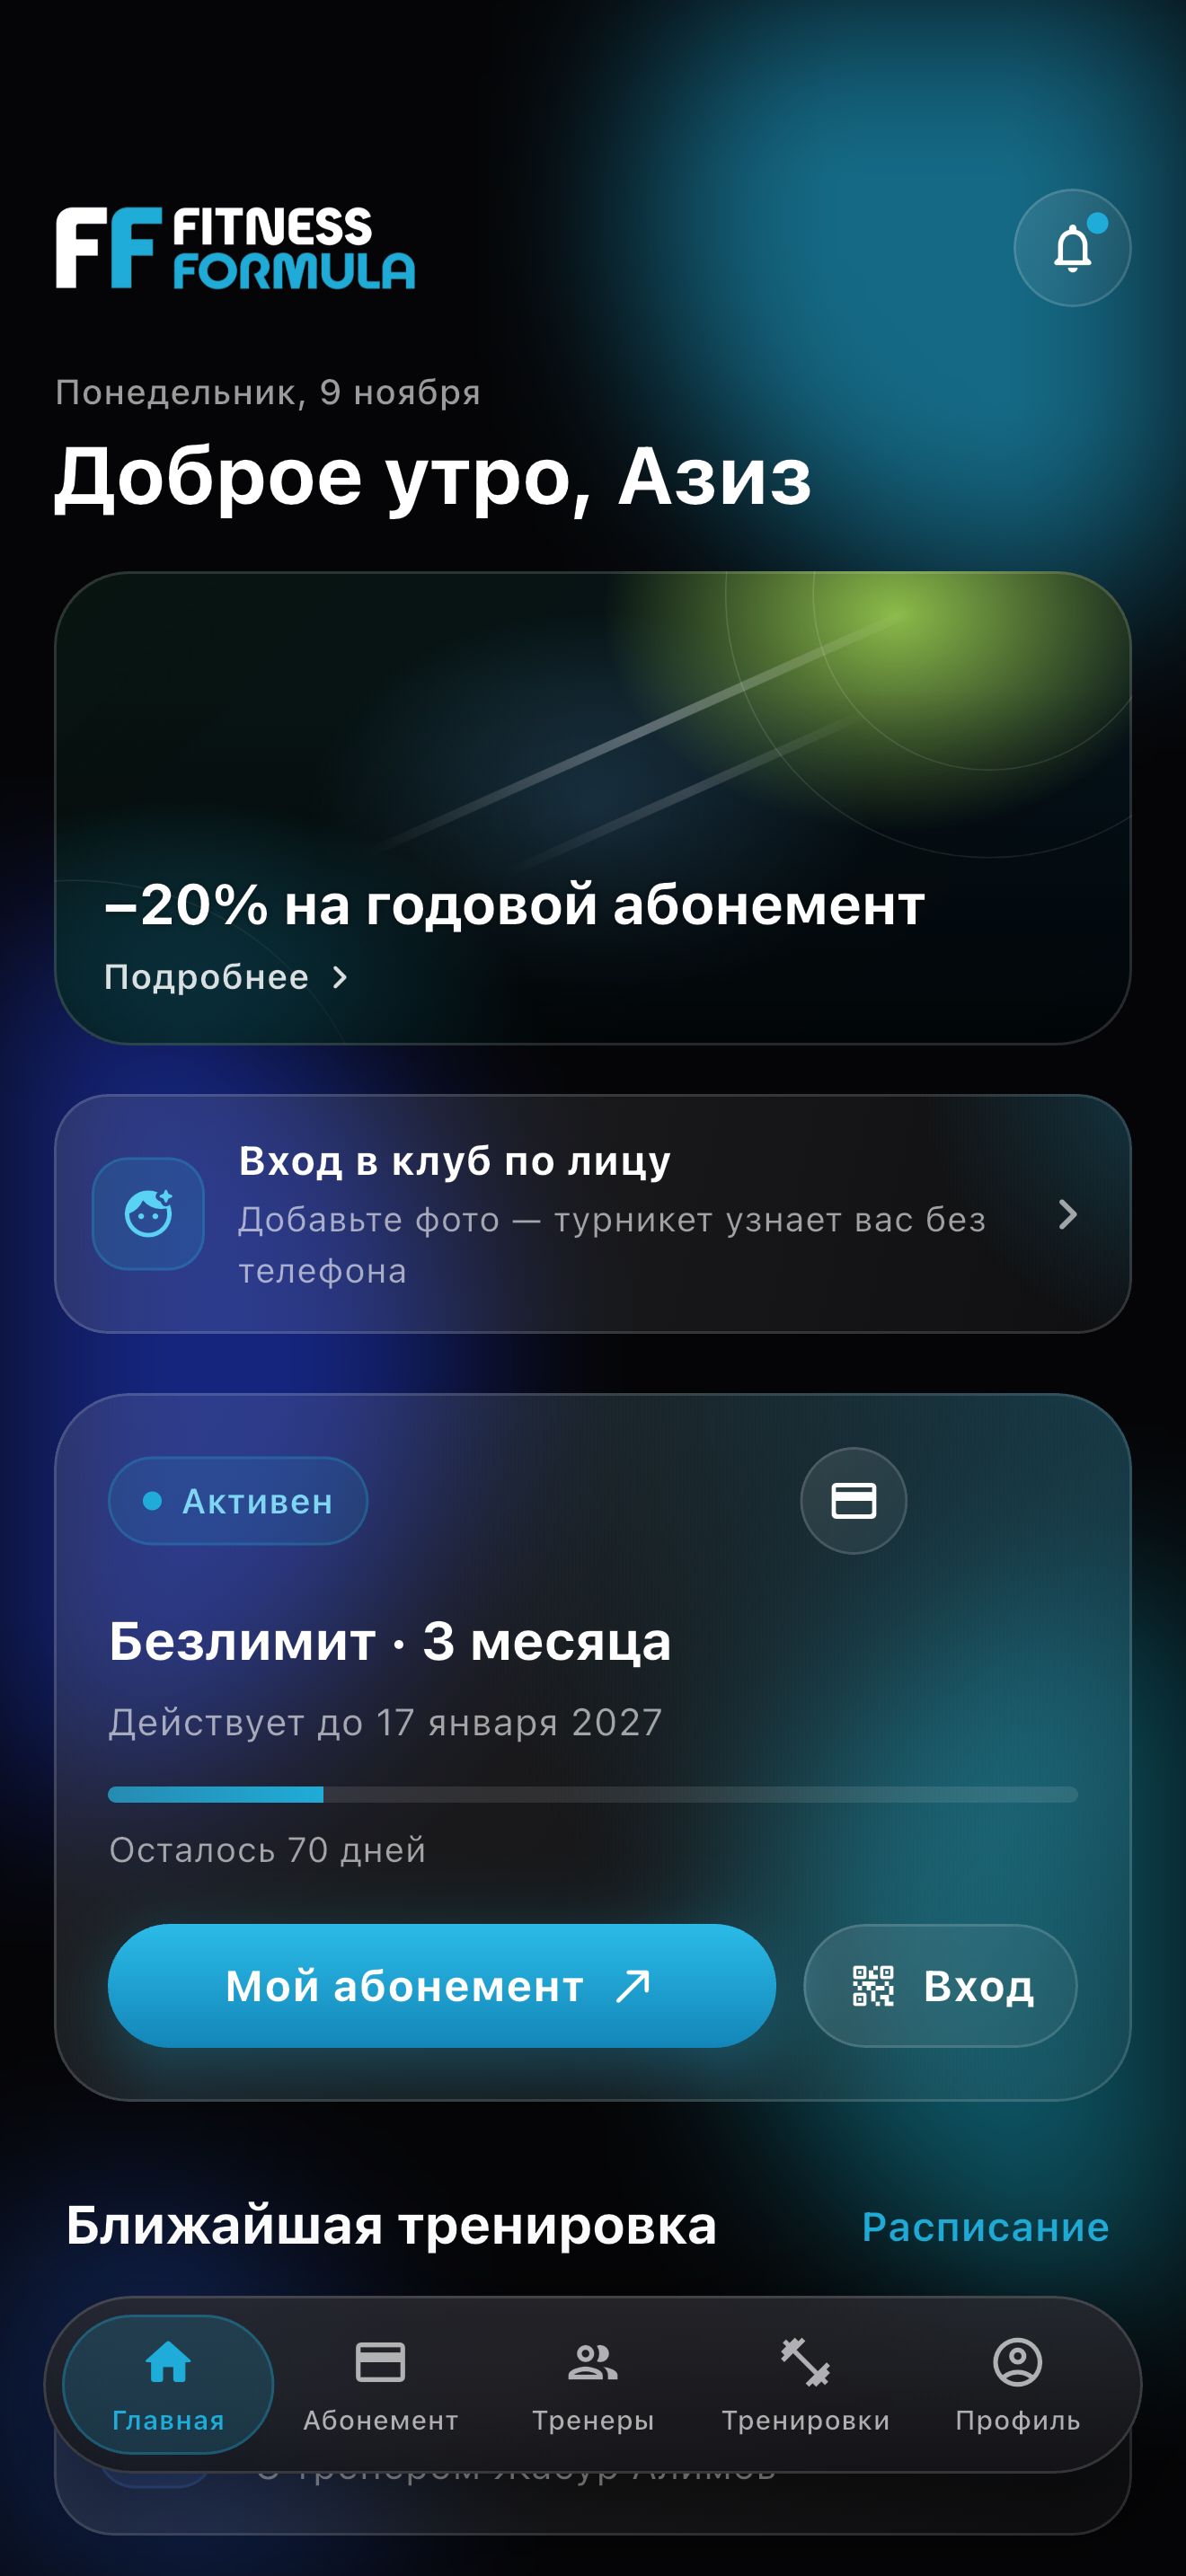 FF FITNESS
FORMULA
Понедельник, 9 ноября
Доброе утро, Азиз
–20% на годовой абонемент
Подробнее
Вход в клуб по лицу
Добавьте фото — турникет узнает вас без
телефона
Активен
Безлимит · 3 месяца
Действует до 17 января 2027
Осталось 70 дней
Мой абонемент
Вход
Ближайшая тренировка
Расписание
Главная
Абонемент
Тренеры
Тренировки
Профиль